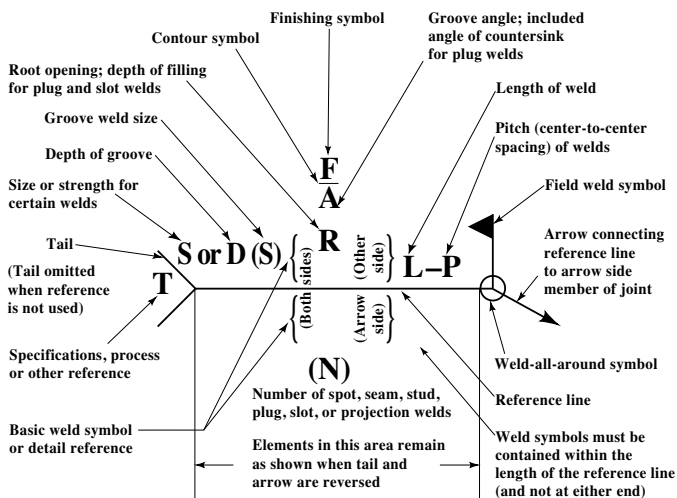 Finishing symbol
Contour symbol
Groove angle; included
angle of countersink
for plug welds
Root opening; depth of filling
for plug and slot welds
Length of weld
Groove weld size
Pitch (center-to-center
spacing) of welds
Depth of groove
Size or strength for
certain welds
Field weld symbol
F
A
R
Tail
(Tail omitted
when reference
is not used)
T
S or D (S)
(Both sides)
(Other side)
(Arrow side)
L–P
Arrow connecting
reference line
to arrow side
member of joint
Specifications, process
or other reference
Weld-all-around symbol
(N)
Number of spot, seam, stud,
plug, slot, or projection welds
Reference line
Basic weld symbol
or detail reference
Elements in this area remain
as shown when tail and
arrow are reversed
Weld symbols must be
contained within the
length of the reference line
(and not at either end)